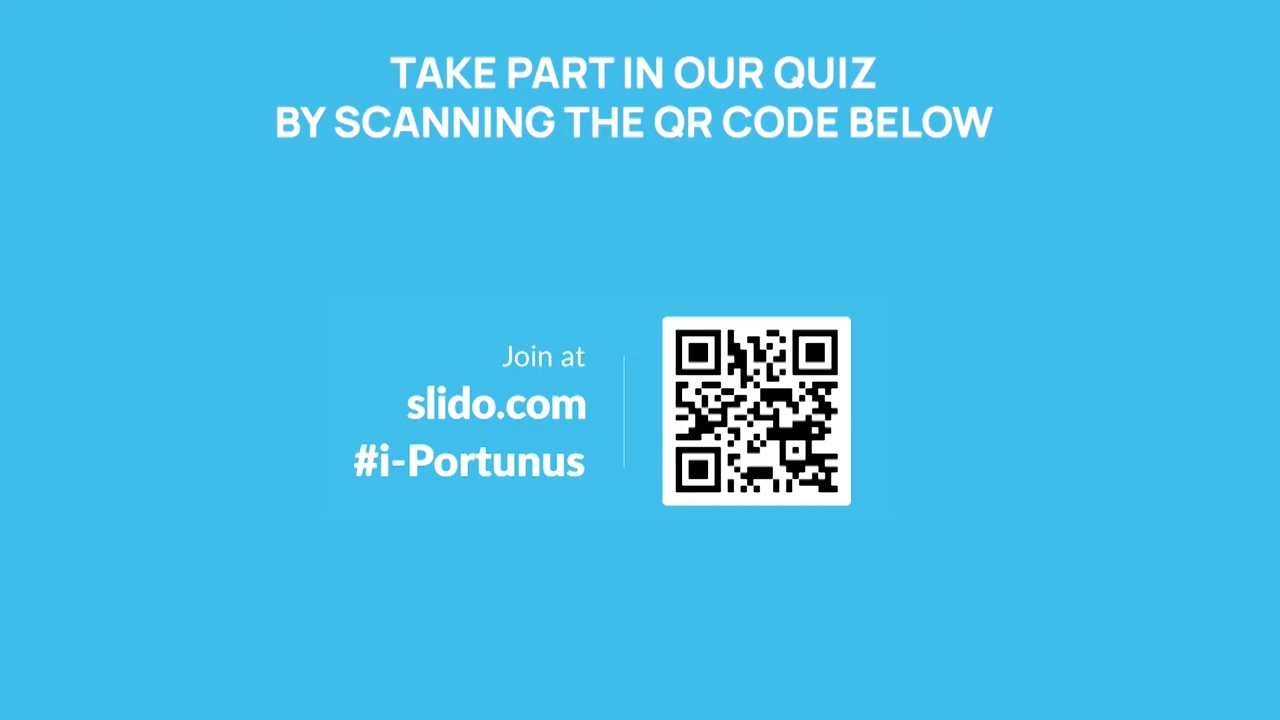 TAKE PART IN OUR QUIZ
BY SCANNING THE QR CODE BELOW
Join at
slido.com
#i-Portunus